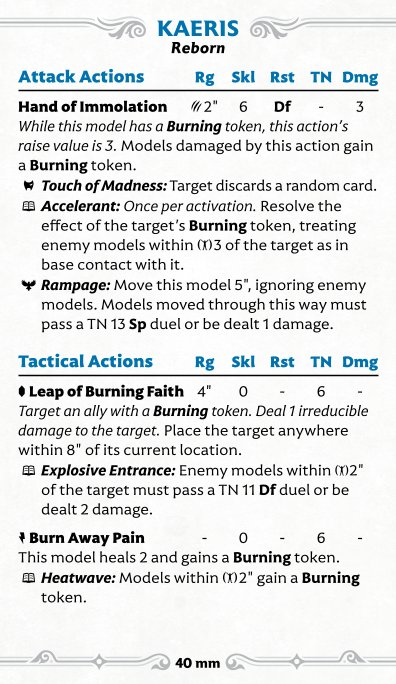 KAERIS
Reborn
Attack Actions Rg Skl Rst TN Dmg
Hand of Immolation 2" 6 Df - 3
While this model has a Burning token, this action's
raise value is 3. Models damaged by this action gain
a Burning token.
Touch of Madness: Target discards a random card.
Accelerant: Once per activation. Resolve the
effect of the target's Burning token, treating
enemy models within 3 of the target as in
base contact with it.
Rampage: Move this model 5", ignoring enemy
models. Models moved through this way must
pass a TN 13 Sp duel or be dealt 1 damage.
Tactical Actions Rg Skl Rst TN Dmg
Leap of Burning Faith 4" 0 - 6 -
Target an ally with a Burning token. Deal 1 irreducible
damage to the target. Place the target anywhere
within 8" of its current location.
Explosive Entrance: Enemy models within 2"
of the target must pass a TN 11 Df duel or be
dealt 2 damage.
Burn Away Pain - 0 - 6 -
This model heals 2 and gains a Burning token.
Heatwave: Models within 2" gain a Burning
token.
40 mm